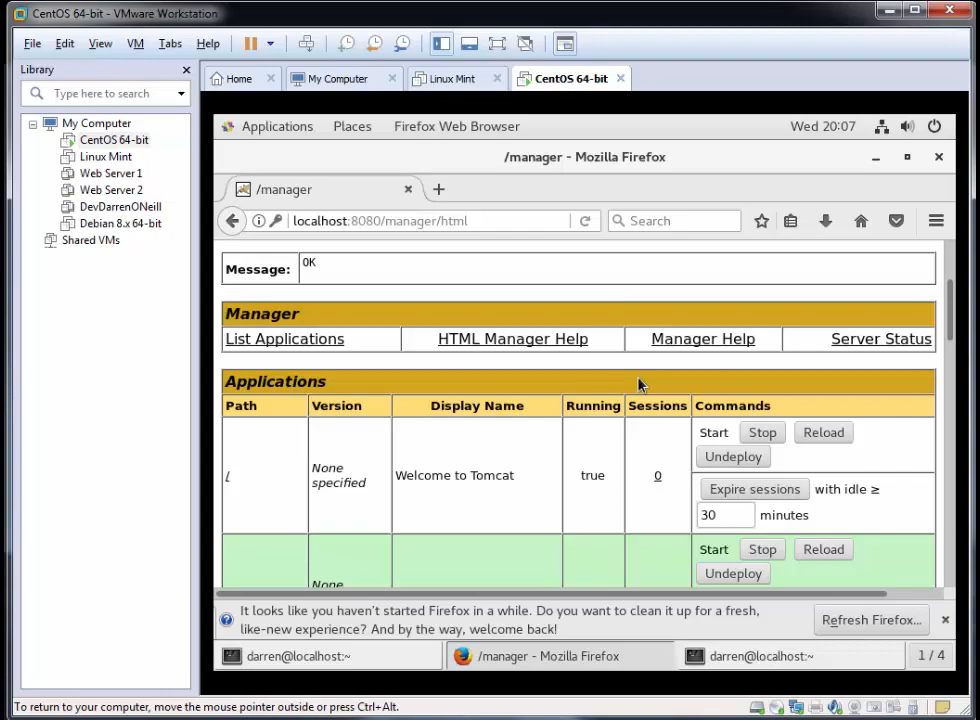 CentOS 64-bit - VMware Workstation
File Edit View VM Tabs Help
Library
Type here to search
Home My Computer Linux Mint CentOS 64-bit
My Computer
CentOS 64-bit
Linux Mint
Web Server 1
Web Server 2
DevDarrenONeill
Debian 8.x 64-bit
Shared VMs
Applications Places Firefox Web Browser Wed 20:07
/manager - Mozilla Firefox
/manager
localhost:8080/manager/html Search
Message: OK
Manager
List Applications HTML Manager Help Manager Help Server Status
Applications
Path Version Display Name Running Sessions Commands
/ None specified Welcome to Tomcat true 0 Start Stop Reload
Undeploy
Expire sessions with idle ≥
30 minutes
None Start Stop Reload
Undeploy
It looks like you haven't started Firefox in a while. Do you want to clean it up for a fresh,
like-new experience? And by the way, welcome back!
Refresh Firefox...
darren@localhost:~ /manager - Mozilla Firefox darren@localhost:~ 1 / 4
To return to your computer, move the mouse pointer outside or press Ctrl+Alt.